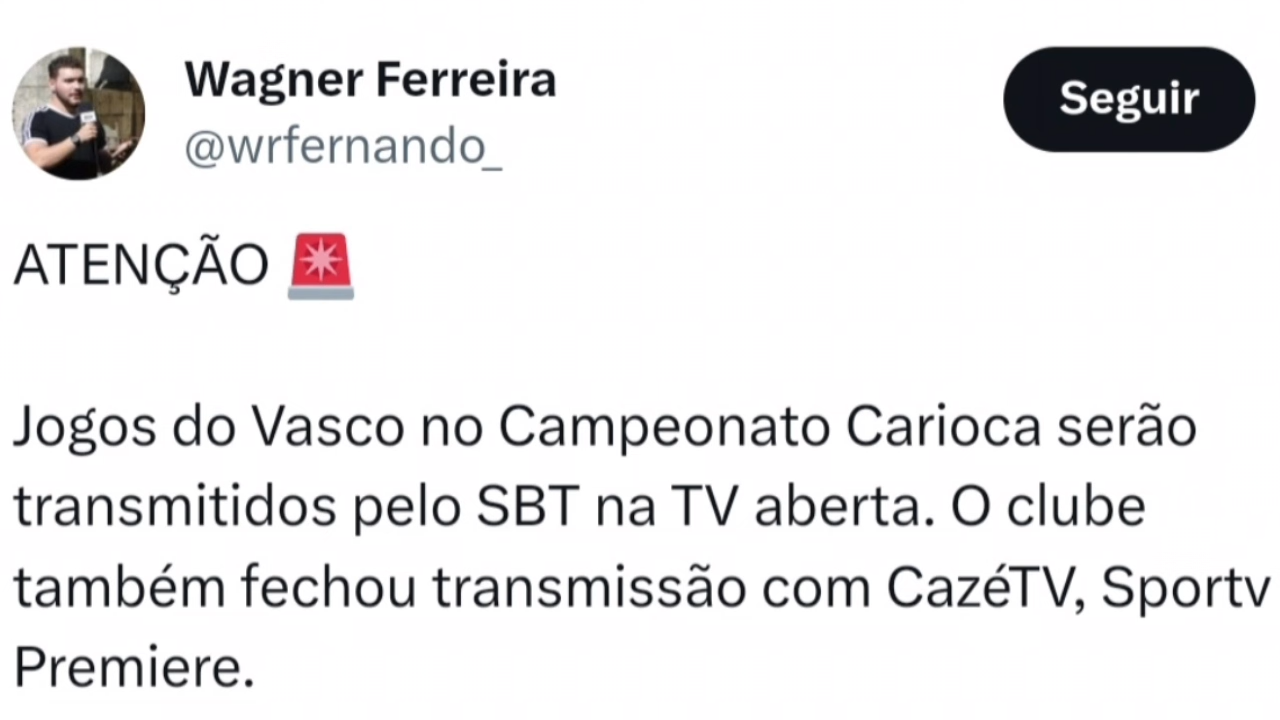 Wagner Ferreira
@wrfernando_
Seguir
ATENÇÃO 🚨
Jogos do Vasco no Campeonato Carioca serão
transmitidos pelo SBT na TV aberta. O clube
também fechou transmissão com CazéTV, Sportv
Premiere.